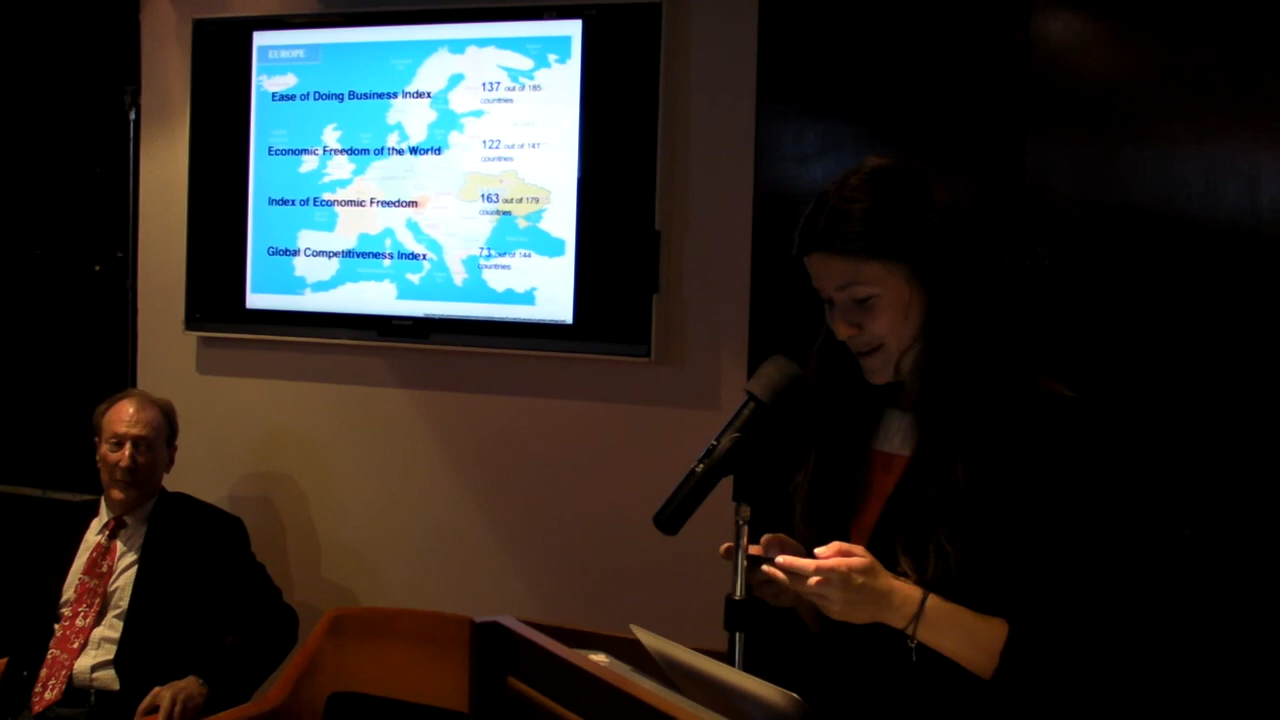 EUROPE
Ease of Doing Business Index
137 out of 185
countries
Economic Freedom of the World
122 out of 141
countries
Index of Economic Freedom
163 out of 179
countries
Global Competitiveness Index
73 out of 144
countries